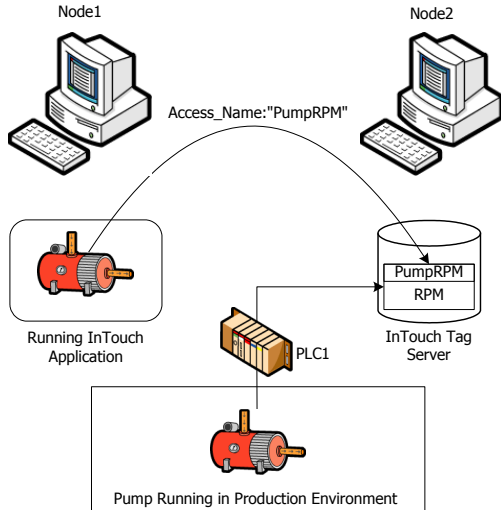 Node1
Node2
Access_Name:"PumpRPM"
PumpRPM
RPM
Running InTouch
Application
InTouch Tag
Server
PLC1
Pump Running in Production Environment